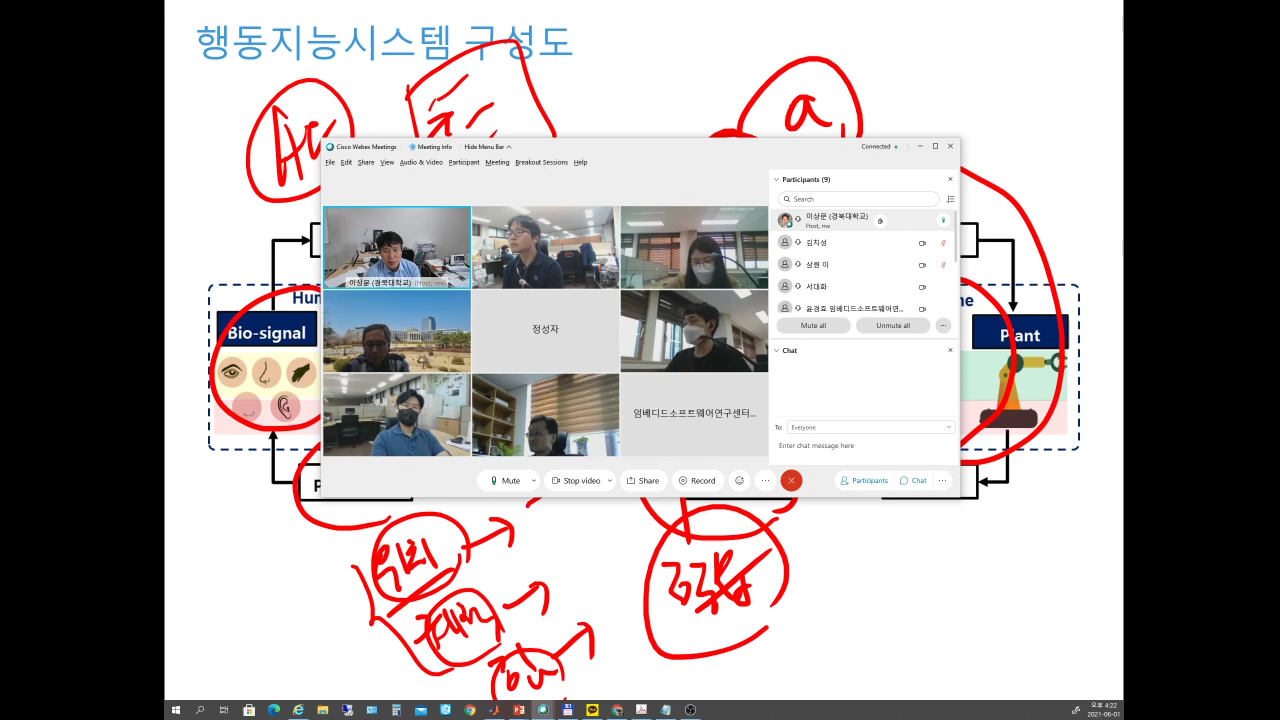 행동지능시스템 구성도
a
Cisco Webex Meetings
Meeting Info
Hide Menu Bar
Connected
File Edit Share View Audio & Video Participant Meeting Breakout Sessions Help
Participants (9)
Search
이상운 (경북대학교)
Host, me
김치성
상원 이
서대화
윤경효 임베디드소프트웨어연...
Mute all
Unmute all
이상운 (경북대학교) (Host, me)
정성자
임베디드소프트웨어연구센터...
Chat
To: Everyone
Enter chat message here
Mute
Stop video
Share
Record
Participants
Chat
Hu
ne
Bio-signal
Plant
P
오후 4:22
2021-06-01